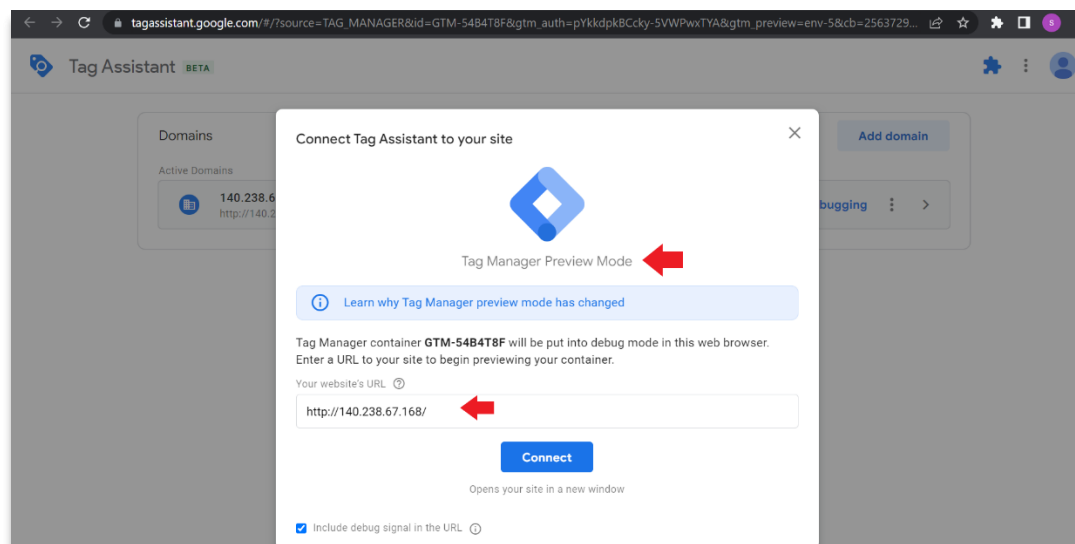 tagassistant.google.com/#/?source=TAG_MANAGER&id=GTM-54B4T8F&gtm_auth=pYkkdpkBCcky-5VWPwxTYA&gtm_preview=env-5&cb=2563729...
S
Tag Assistant BETA
Domains
Add domain
Active Domains
140.238.6
http://140.2
bugging
Connect Tag Assistant to your site
Tag Manager Preview Mode
Learn why Tag Manager preview mode has changed
Tag Manager container GTM-54B4T8F will be put into debug mode in this web browser.
Enter a URL to your site to begin previewing your container.
Your website's URL
http://140.238.67.168/
Connect
Opens your site in a new window
Include debug signal in the URL